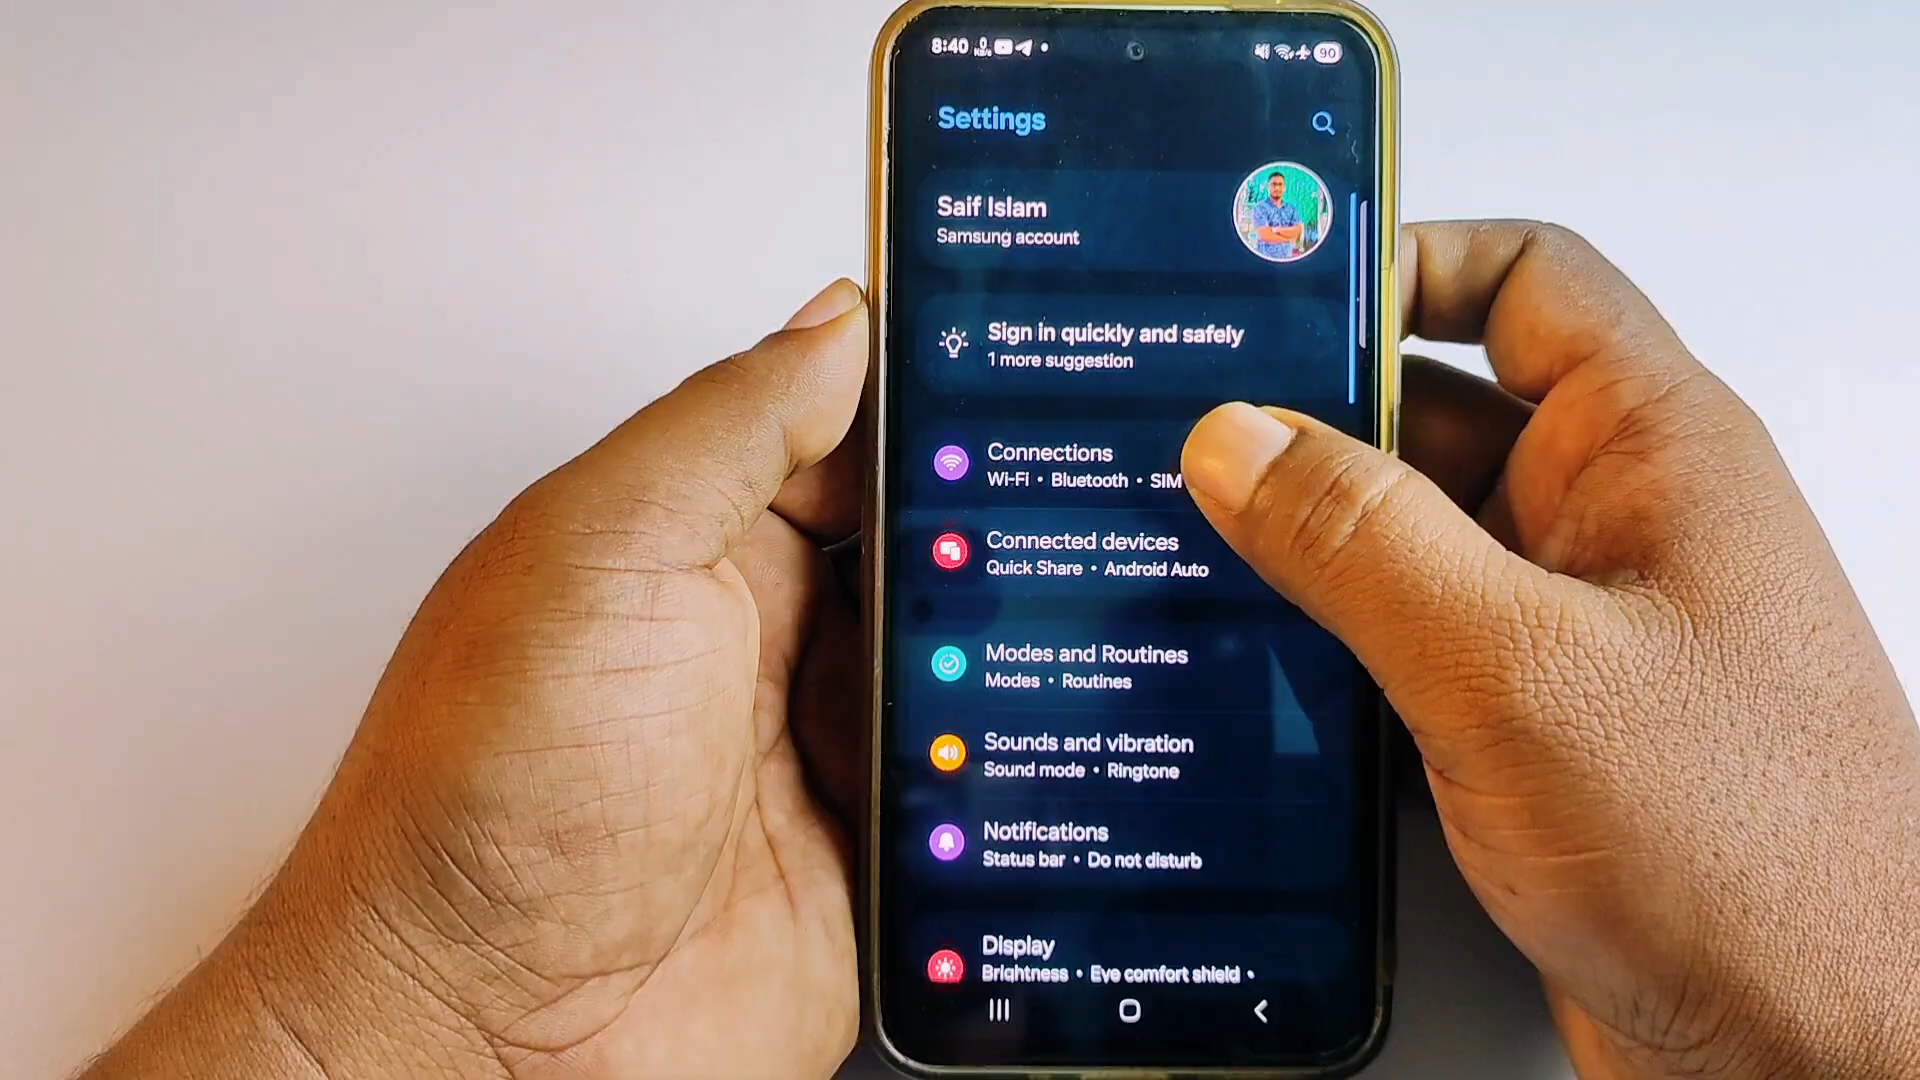 8:40 0 KB/s 90
Settings
Saif Islam
Samsung account
Sign in quickly and safely
1 more suggestion
Connections
Wi-Fi • Bluetooth • SIM
Connected devices
Quick Share • Android Auto
Modes and Routines
Modes • Routines
Sounds and vibration
Sound mode • Ringtone
Notifications
Status bar • Do not disturb
Display
Brightness • Eye comfort shield •